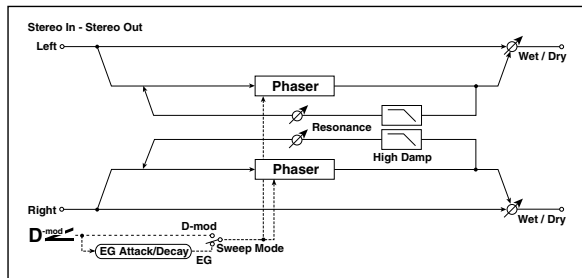 Stereo In - Stereo Out
Left
Wet / Dry
Phaser
Resonance
High Damp
Phaser
Right
Wet / Dry
D-mod
D-mod
EG Attack/Decay
EG
Sweep Mode